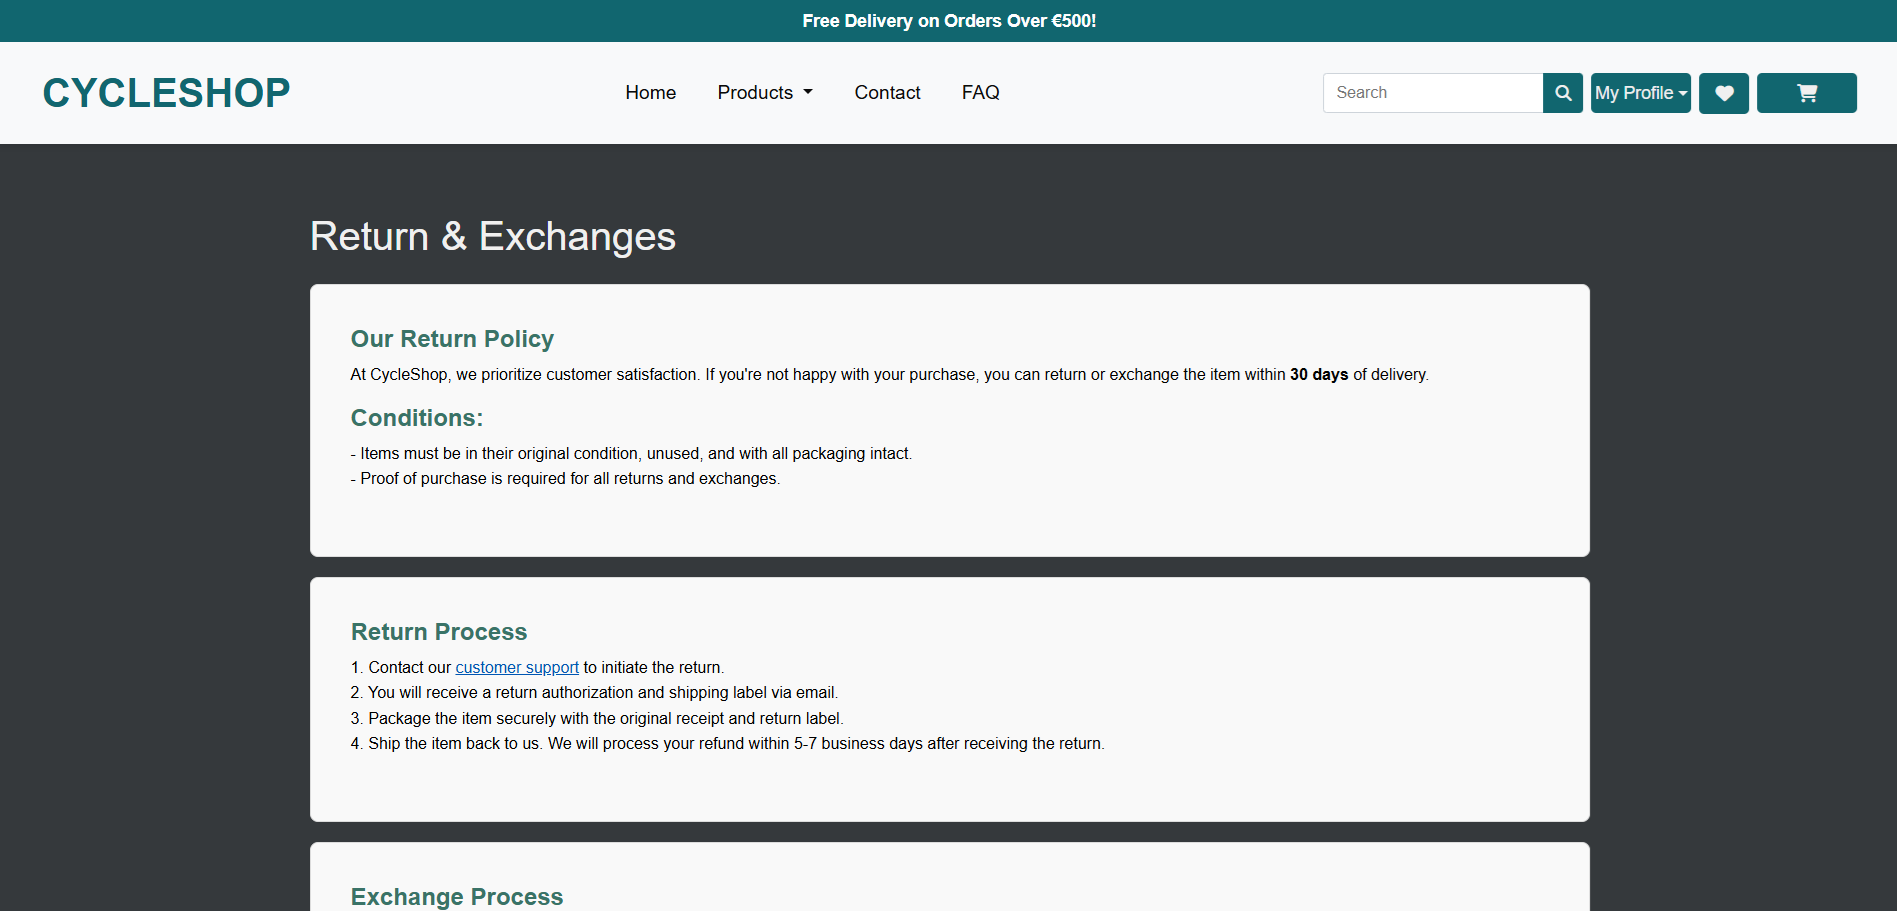 Free Delivery on Orders Over €500!
CYCLESHOP
Home
Products
Contact
FAQ
Search
My Profile
Return & Exchanges
Our Return Policy
At CycleShop, we prioritize customer satisfaction. If you're not happy with your purchase, you can return or exchange the item within 30 days of delivery.
Conditions:
- Items must be in their original condition, unused, and with all packaging intact.
- Proof of purchase is required for all returns and exchanges.
Return Process
1. Contact our customer support to initiate the return.
2. You will receive a return authorization and shipping label via email.
3. Package the item securely with the original receipt and return label.
4. Ship the item back to us. We will process your refund within 5-7 business days after receiving the return.
Exchange Process